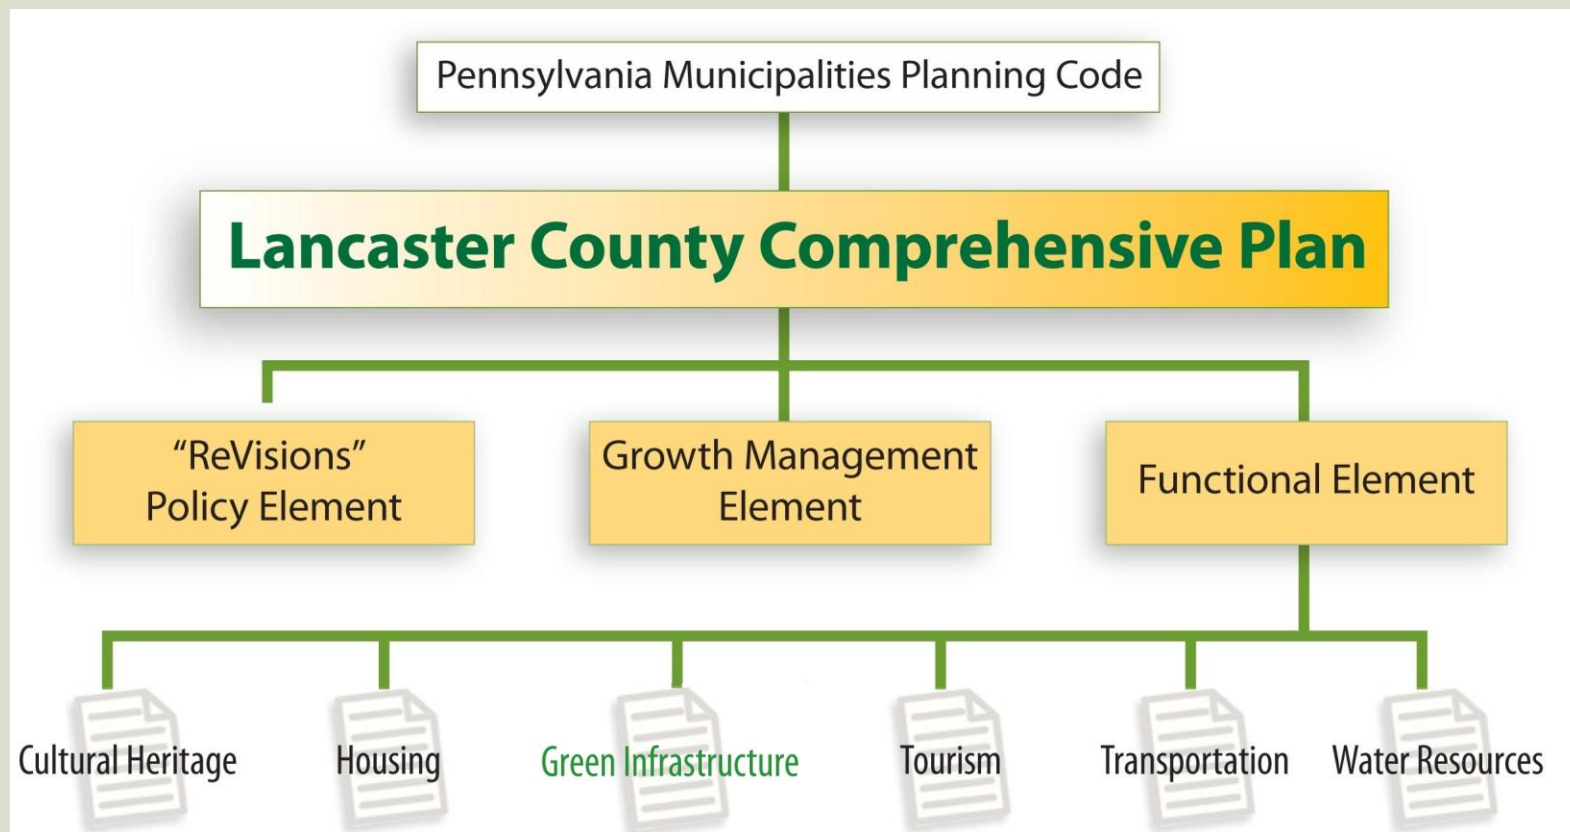 Pennsylvania Municipalities Planning Code
Lancaster County Comprehensive Plan
“ReVisions”
Policy Element
Growth Management
Element
Functional Element
Cultural Heritage
Housing
Green Infrastructure
Tourism
Transportation
Water Resources